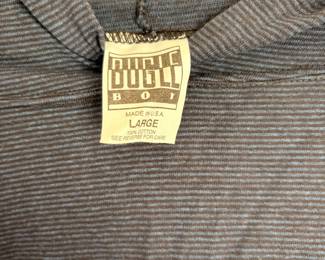 BUGLE
BOY
MADE IN U.S.A.
LARGE
100% COTTON
SEE REVERSE FOR CARE